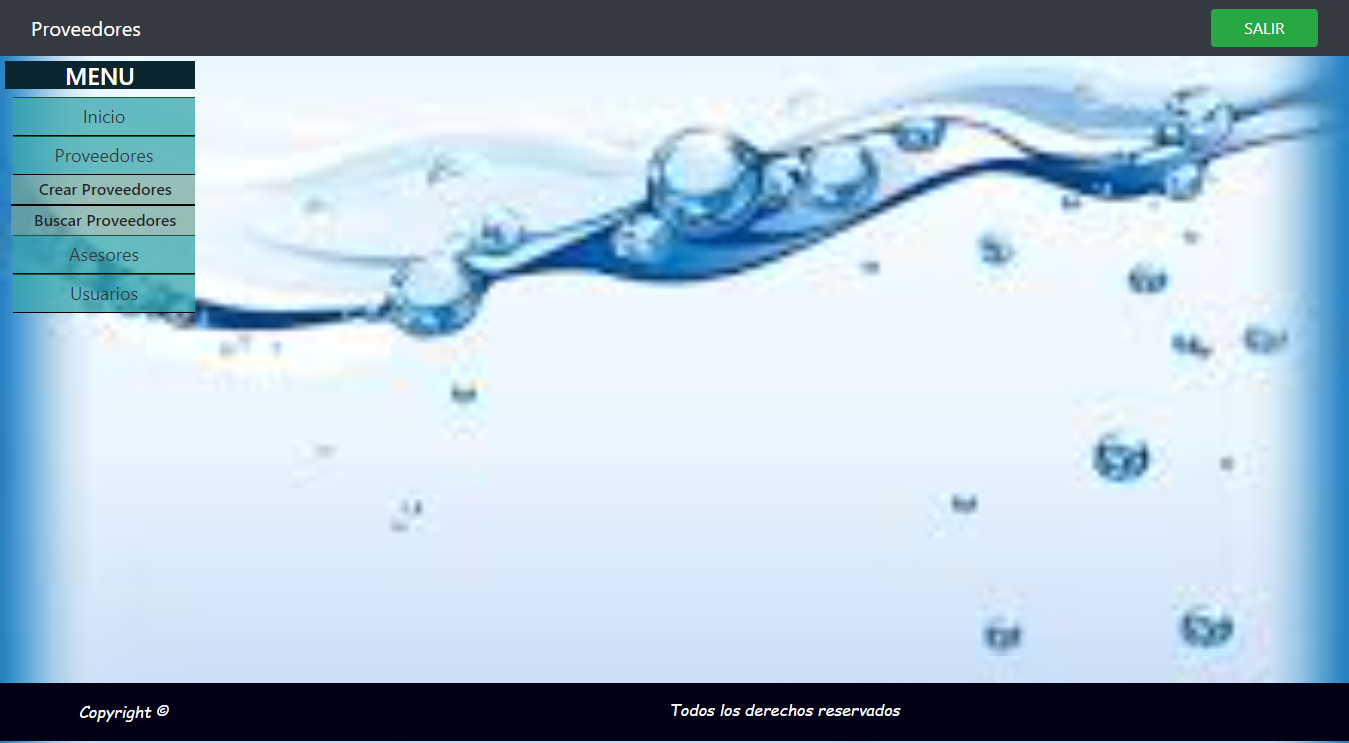 Proveedores
SALIR
MENU
Inicio
Proveedores
Crear Proveedores
Buscar Proveedores
Asesores
Usuarios
Copyright ©
Todos los derechos reservados